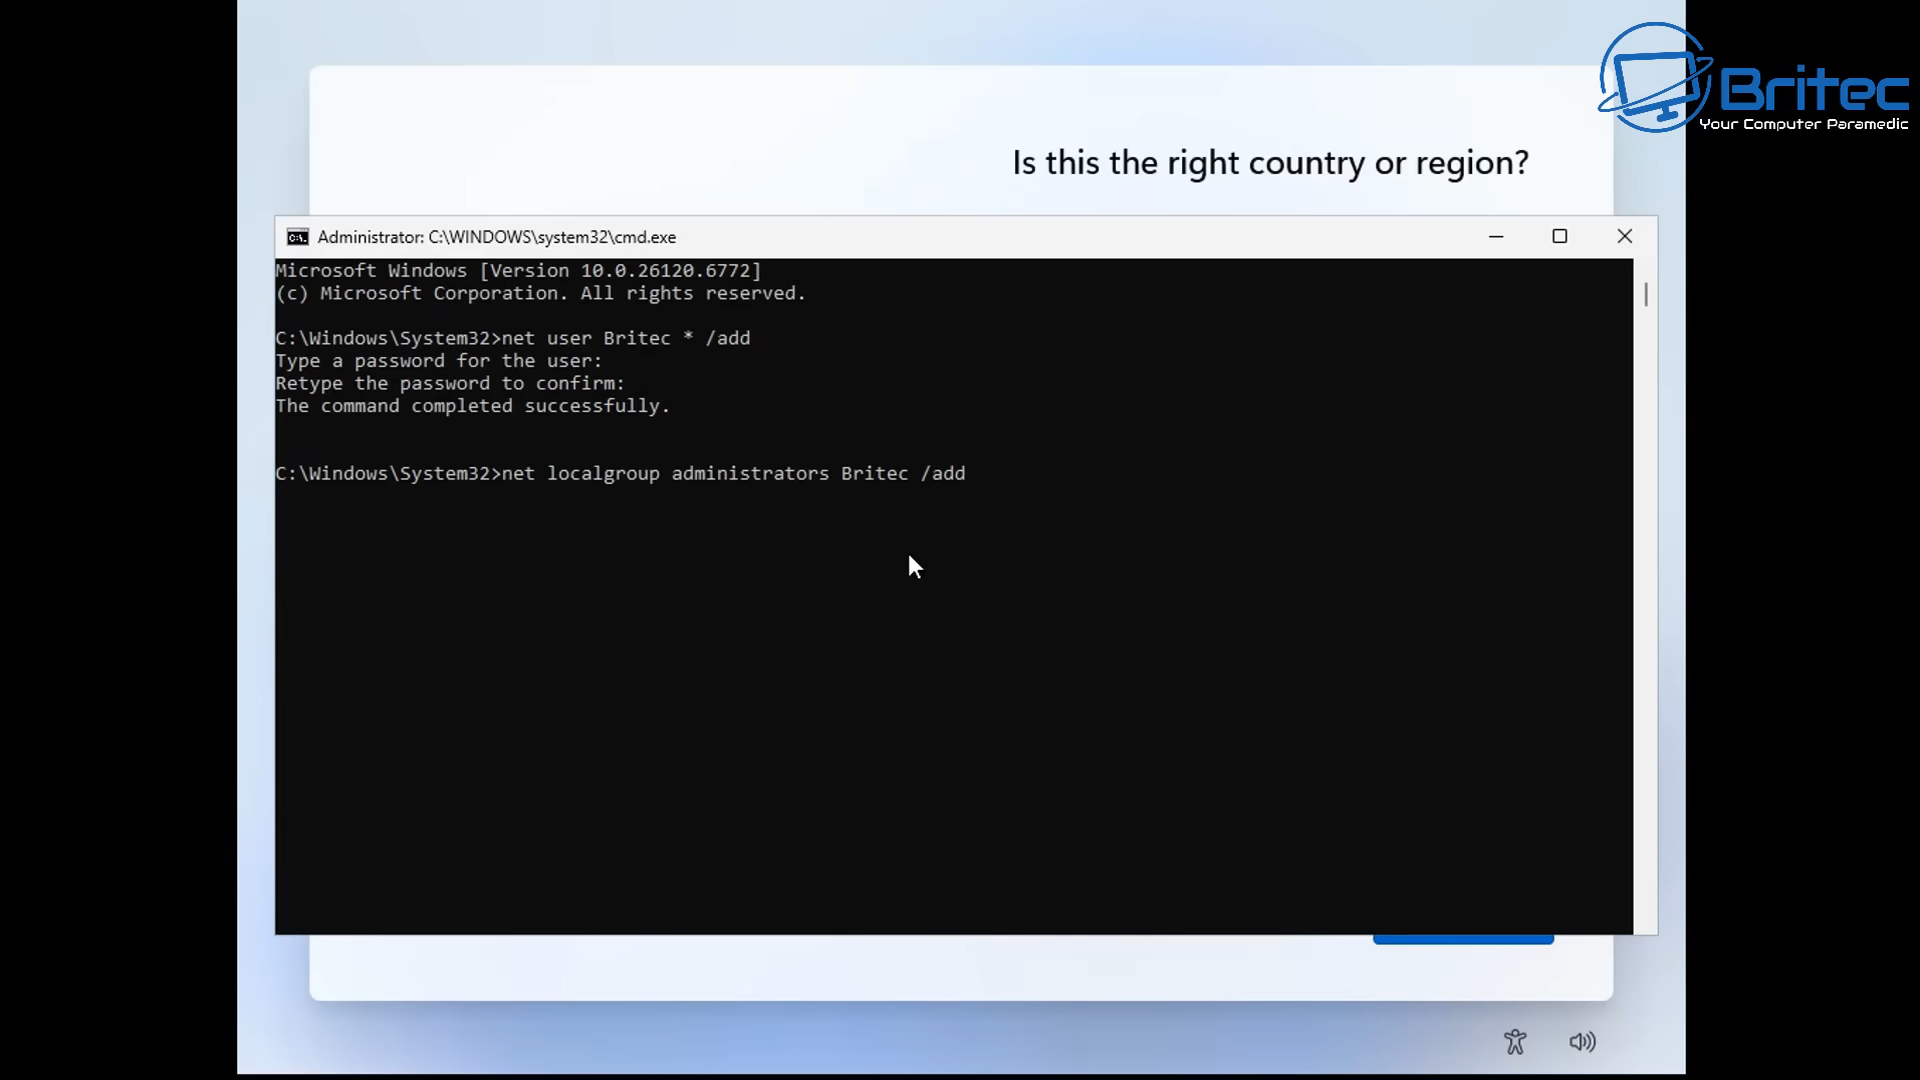 Britec
Your Computer Paramedic
Is this the right country or region?
Administrator: C:\WINDOWS\system32\cmd.exe
Microsoft Windows [Version 10.0.26120.6772]
(c) Microsoft Corporation. All rights reserved.
C:\Windows\System32>net user Britec * /add
Type a password for the user:
Retype the password to confirm:
The command completed successfully.
C:\Windows\System32>net localgroup administrators Britec /add